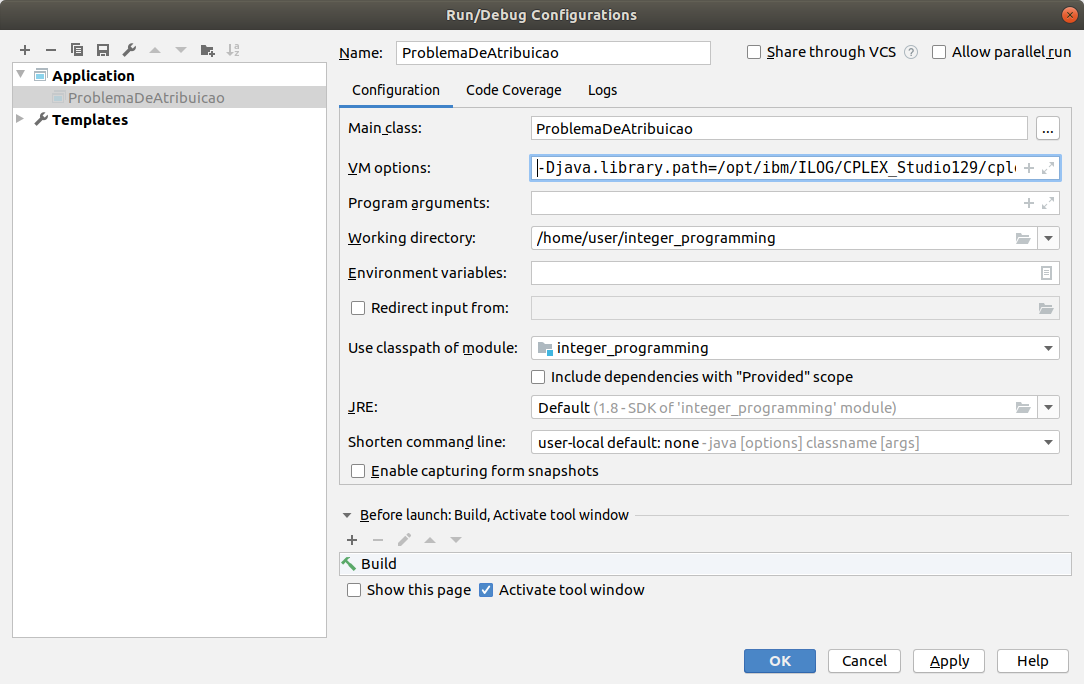 Run/Debug Configurations
Name: ProblemaDeAtribuicao
Share through VCS ? Allow parallel run
Application
ProblemaDeAtribuicao
Templates
Configuration Code Coverage Logs
Main class: ProblemaDeAtribuicao ...
VM options: -Djava.library.path=/opt/ibm/ILOG/CPLEX_Studio129/cple
Program arguments:
Working directory: /home/user/integer_programming
Environment variables:
Redirect input from:
Use classpath of module: integer_programming
Include dependencies with "Provided" scope
JRE: Default (1.8 - SDK of 'integer_programming' module)
Shorten command line: user-local default: none - java [options] classname [args]
Enable capturing form snapshots
Before launch: Build, Activate tool window
Build
Show this page Activate tool window
OK Cancel Apply Help